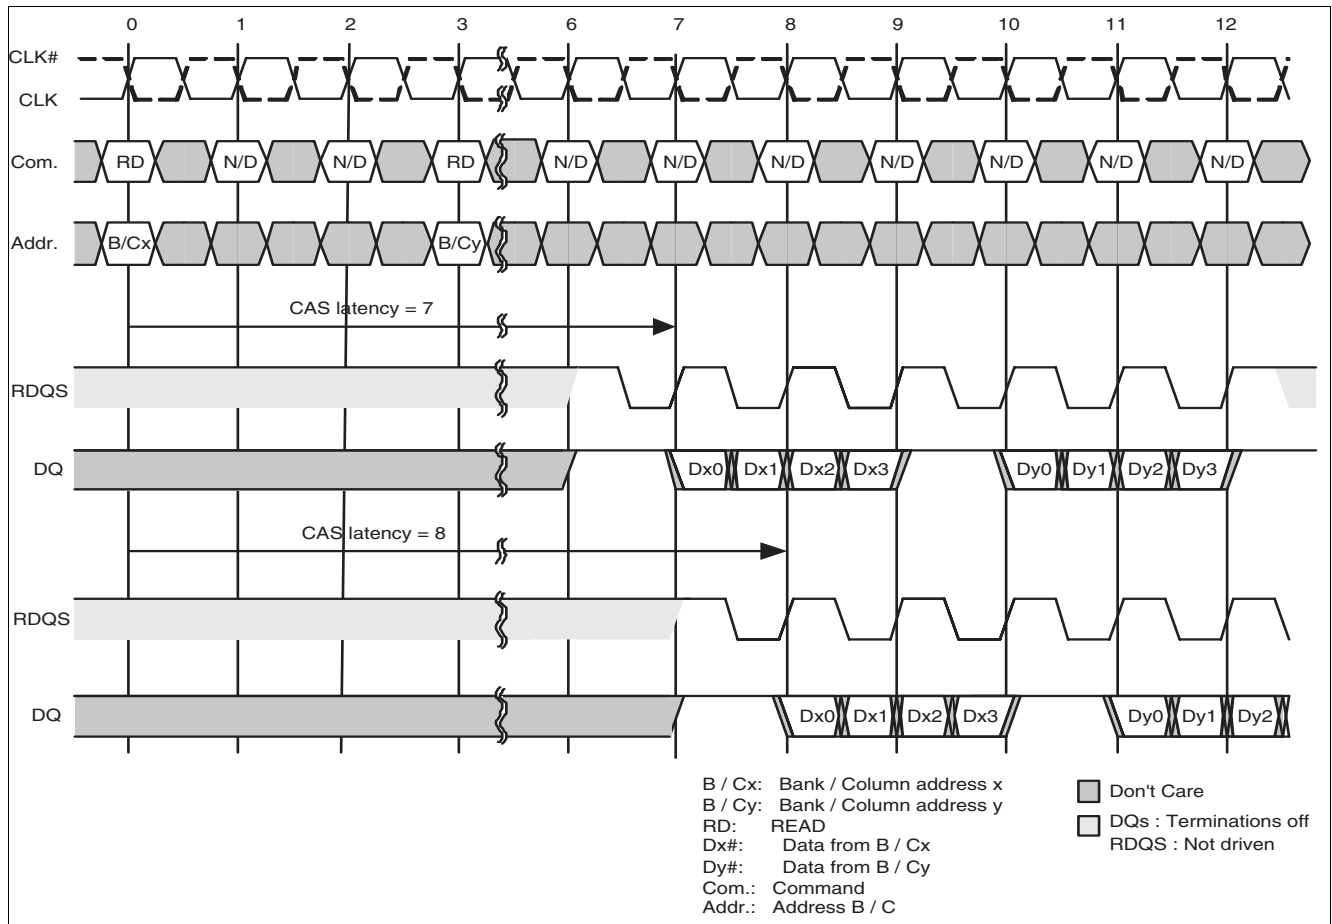 0 1 2 3 6 7 8 9 10 11 12
CLK#
CLK
Com. RD N/D N/D RD N/D N/D N/D N/D N/D N/D N/D
Addr. B/Cx B/Cy
CAS latency = 7
RDQS
DQ Dx0 Dx1 Dx2 Dx3 Dy0 Dy1 Dy2 Dy3
CAS latency = 8
RDQS
DQ Dx0 Dx1 Dx2 Dx3 Dy0 Dy1 Dy2
B / Cx: Bank / Column address x
B / Cy: Bank / Column address y
RD: READ
Dx#: Data from B / Cx
Dy#: Data from B / Cy
Com.: Command
Addr.: Address B / C
Don't Care
DQs : Terminations off
RDQS : Not driven